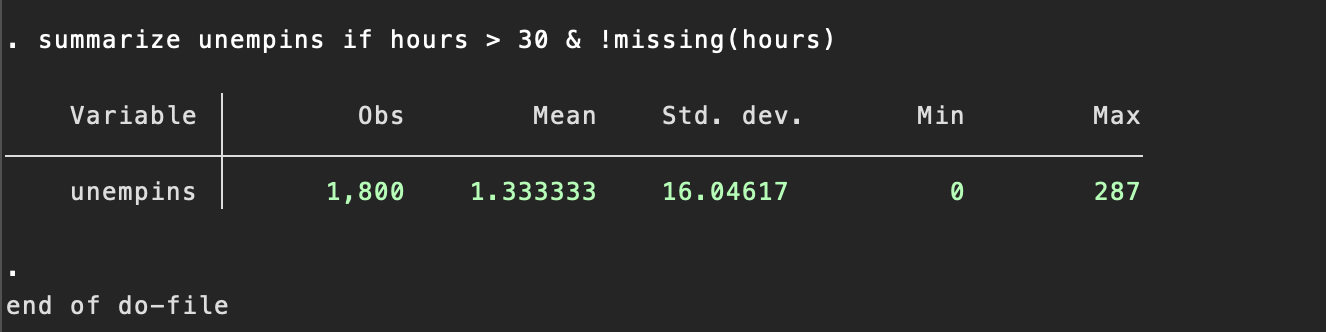 . summarize unempins if hours > 30 & !missing(hours)
Variable Obs Mean Std. dev. Min Max
unempins 1,800 1.333333 16.04617 0 287
.
end of do-file